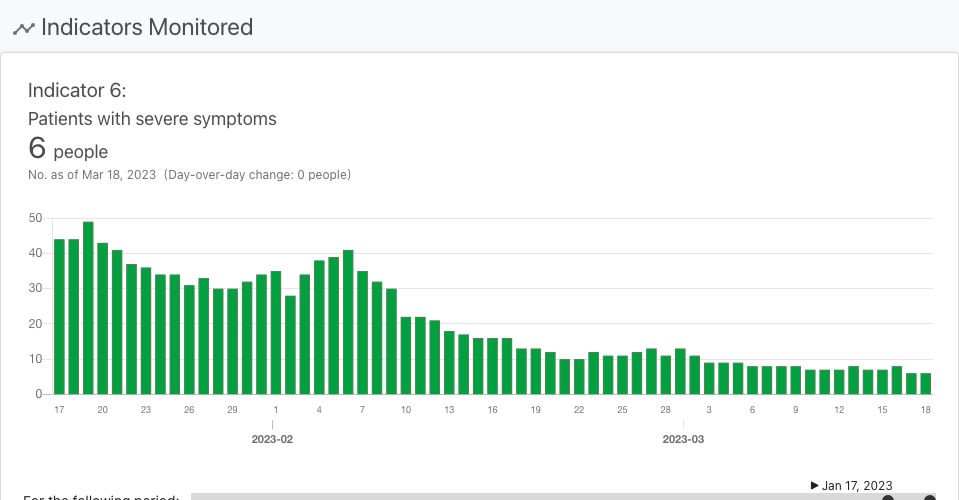 Indicators Monitored
Indicator 6:
Patients with severe symptoms
6 people
No. as of Mar 18, 2023 (Day-over-day change: 0 people)
50
40
30
20
10
0
17 20 23 26 29 1 4 7 10 13 16 19 22 25 28 3 6 9 12 15 18
2023-02 2023-03
Jan 17, 2023
For the following period: